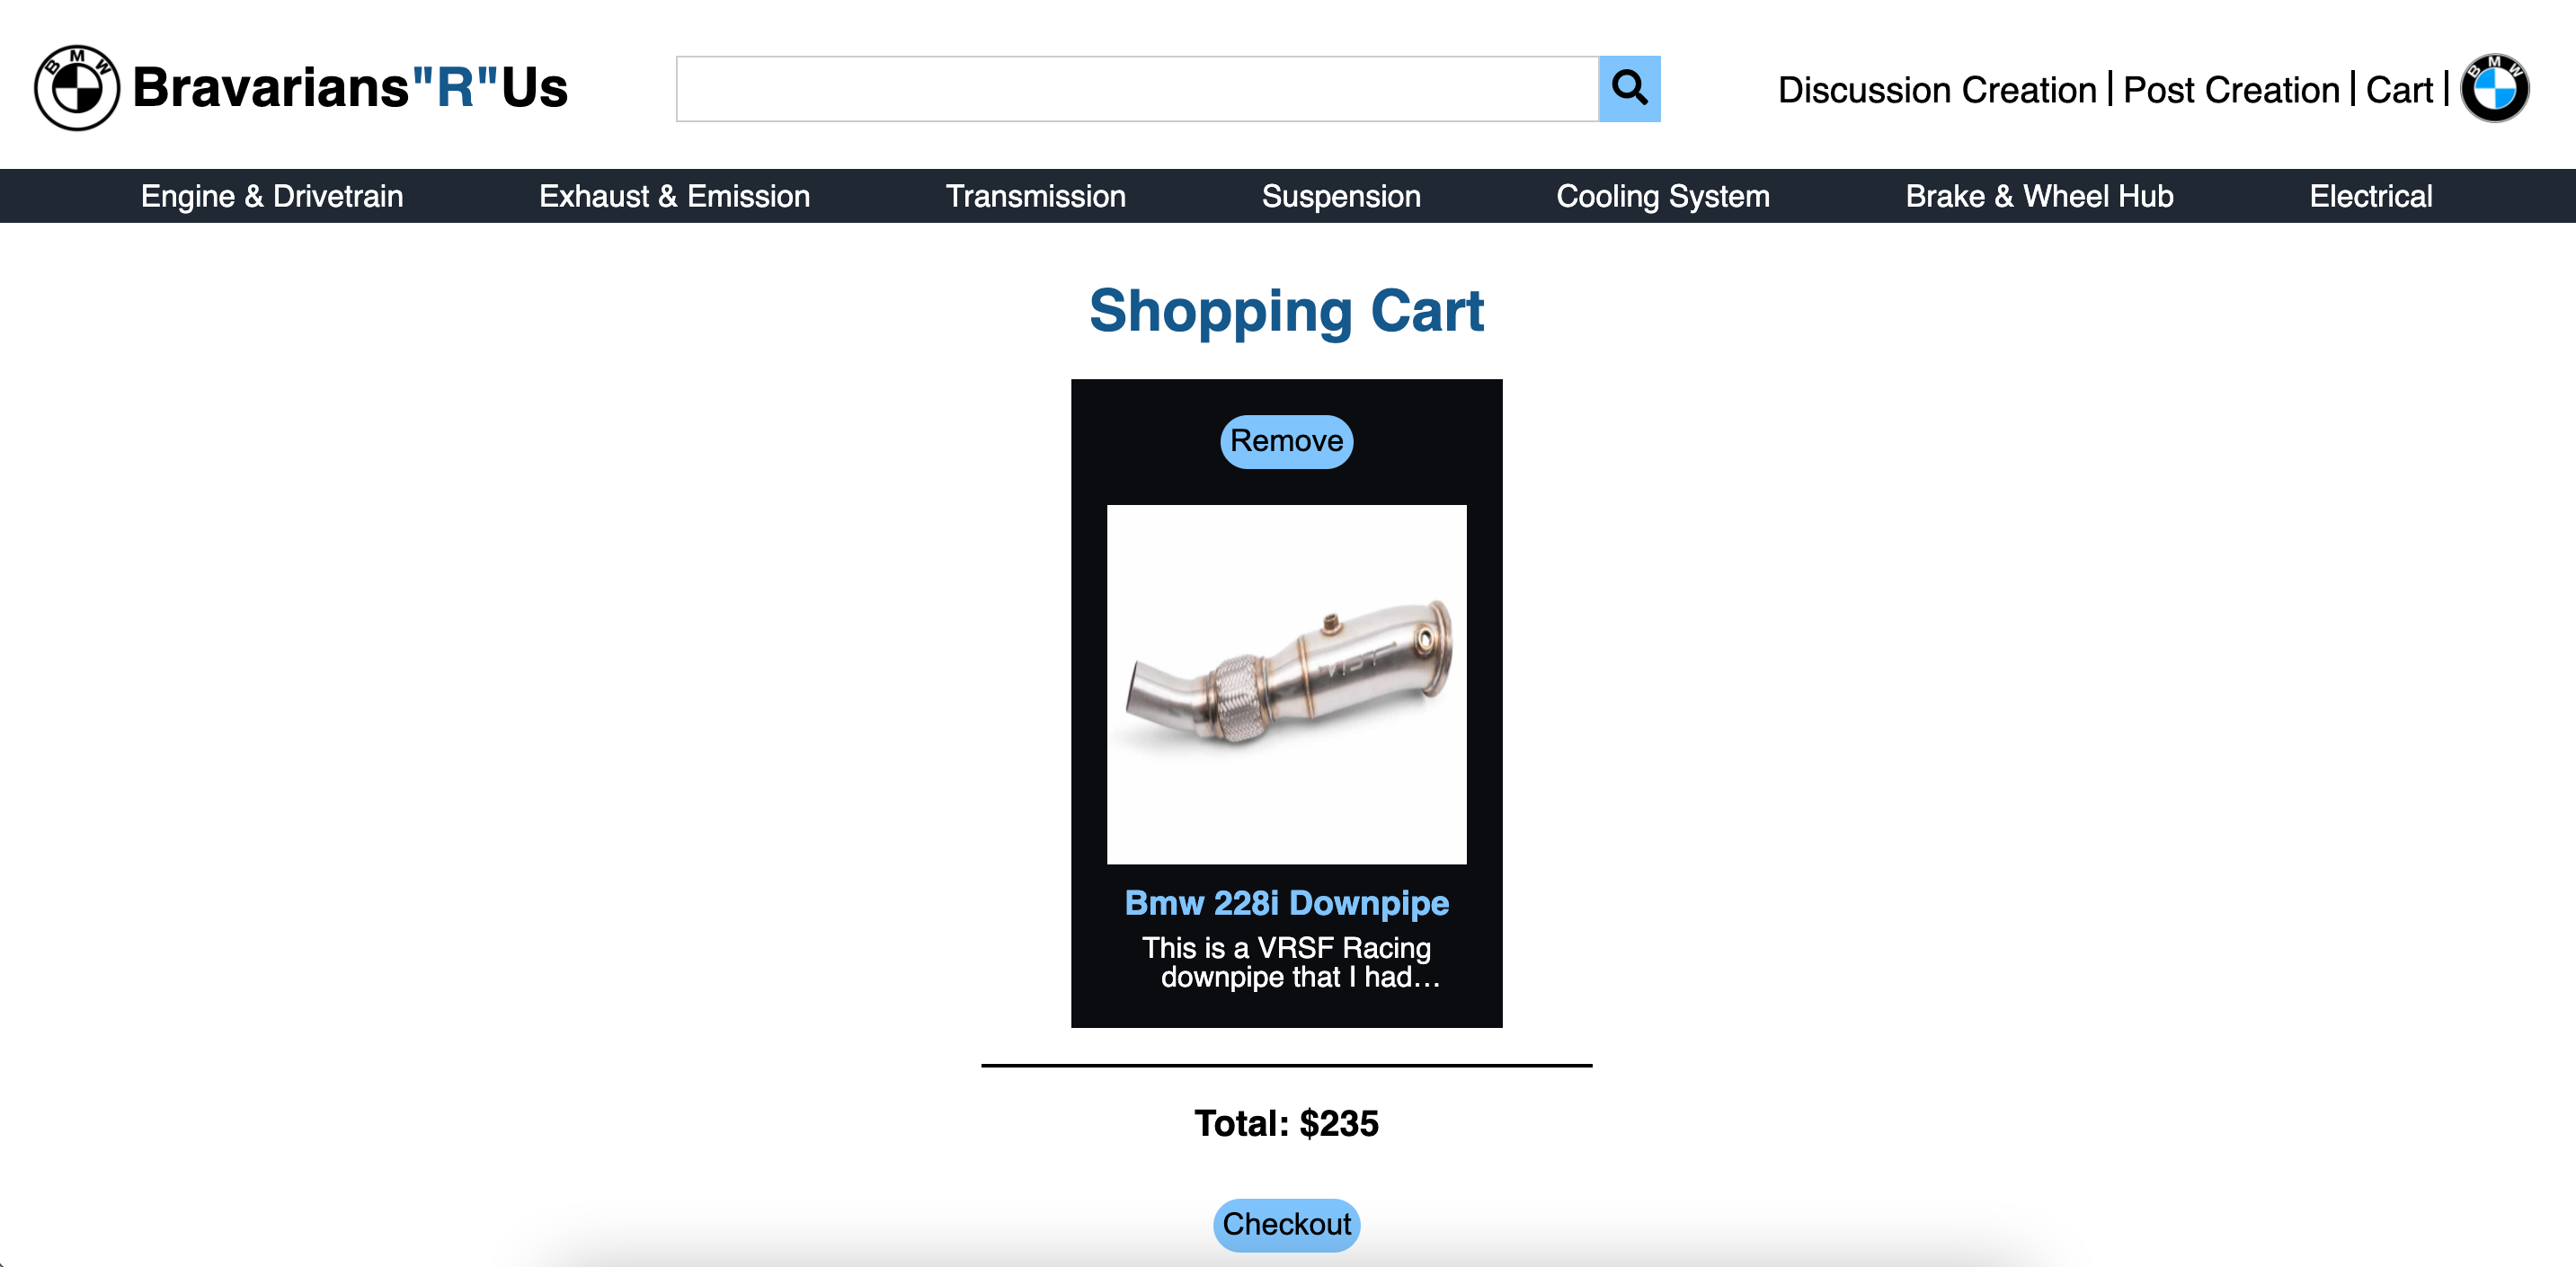 BMW Bravarians"R"Us
Discussion Creation | Post Creation | Cart | BMW
Engine & Drivetrain Exhaust & Emission Transmission Suspension Cooling System Brake & Wheel Hub Electrical
Shopping Cart
Remove
VRSF
Bmw 228i Downpipe
This is a VRSF Racing
downpipe that I had...
Total: $235
Checkout